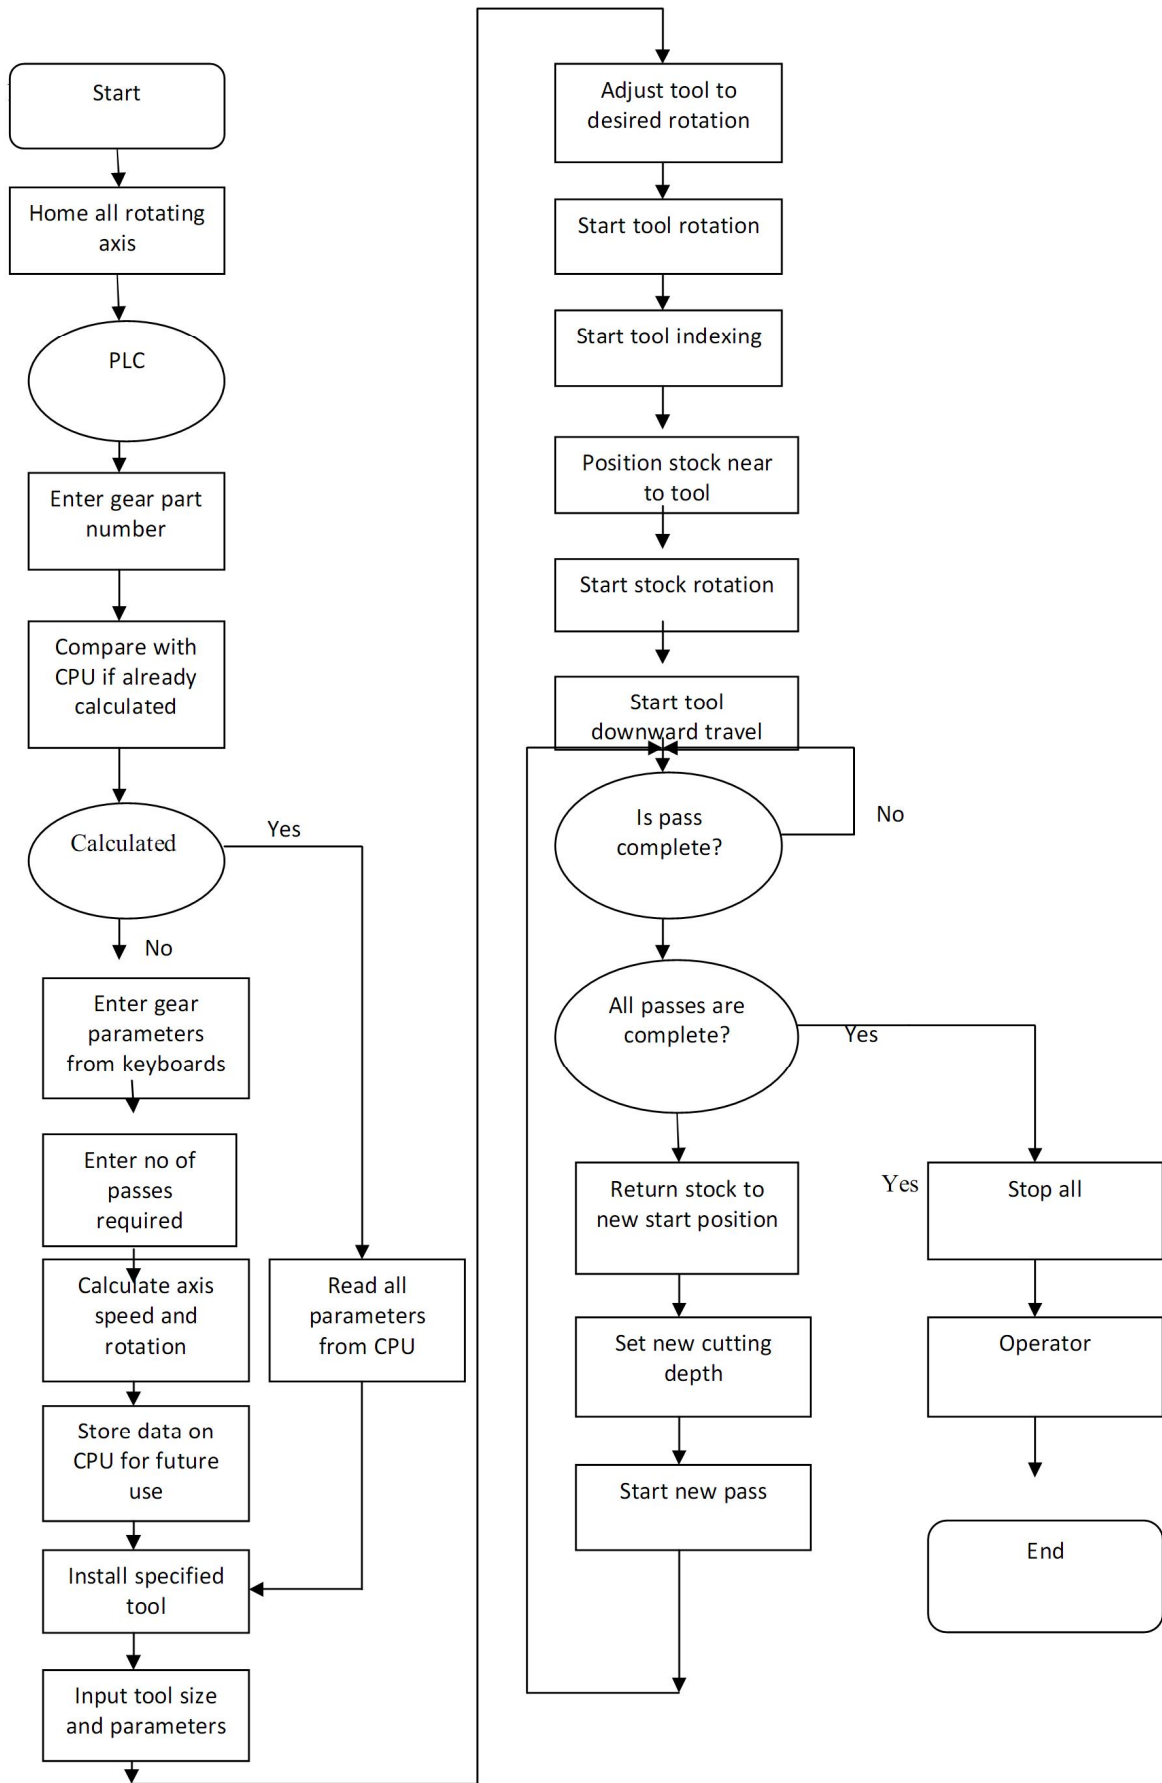 Start
Home all rotating
axis
PLC
Enter gear part
number
Compare with
CPU if already
calculated
Calculated
Yes
No
Enter gear
parameters
from keyboards
Enter no of
passes
required
Calculate axis
speed and
rotation
Read all
parameters
from CPU
Store data on
CPU for future
use
Install specified
tool
Input tool size
and parameters
Adjust tool to
desired rotation
Start tool rotation
Start tool indexing
Position stock near
to tool
Start stock rotation
Start tool
downward travel
Is pass
complete?
No
All passes are
complete?
Yes
Return stock to
new start position
Set new cutting
depth
Start new pass
Yes
Stop all
Operator
End